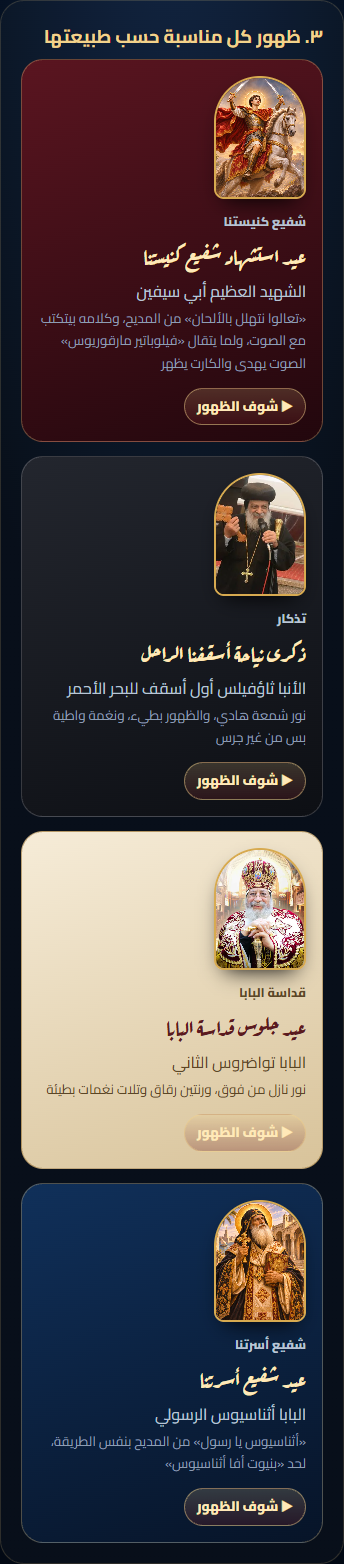 ٣. ظهور كل مناسبة حسب طبيعتها
شفيع كنيستنا
عيد استشهاد شفيع كنيستنا
الشهيد العظيم أبي سيفين
«تعالوا نتهلل بالألحان» من المديح، وكلامه بيتكتب
مع الصوت، ولما يتقال «فيلوباتير مارقوريوس»
الصوت يهدى والكارت يظهر
▶ شوف الظهور
تذكار
ذكرى نياحة أسقفنا الراحل
الأنبا ثاؤفيلس أول أسقف للبحر الأحمر
نور شمعة هادي، والظهور بطيء، ونغمة واطية
بس من غير جرس
▶ شوف الظهور
قداسة البابا
عيد جلوس قداسة البابا
البابا تواضروس الثاني
نور نازل من فوق، ورنتين رقاق وتلات نغمات بطيئة
▶ شوف الظهور
شفيع أسرتنا
عيد شفيع أسرتنا
البابا أثناسيوس الرسولي
«أثناسيوس يا رسول» من المديح بنفس الطريقة،
لحد «بنيوت أفا أثناسيوس»
▶ شوف الظهور